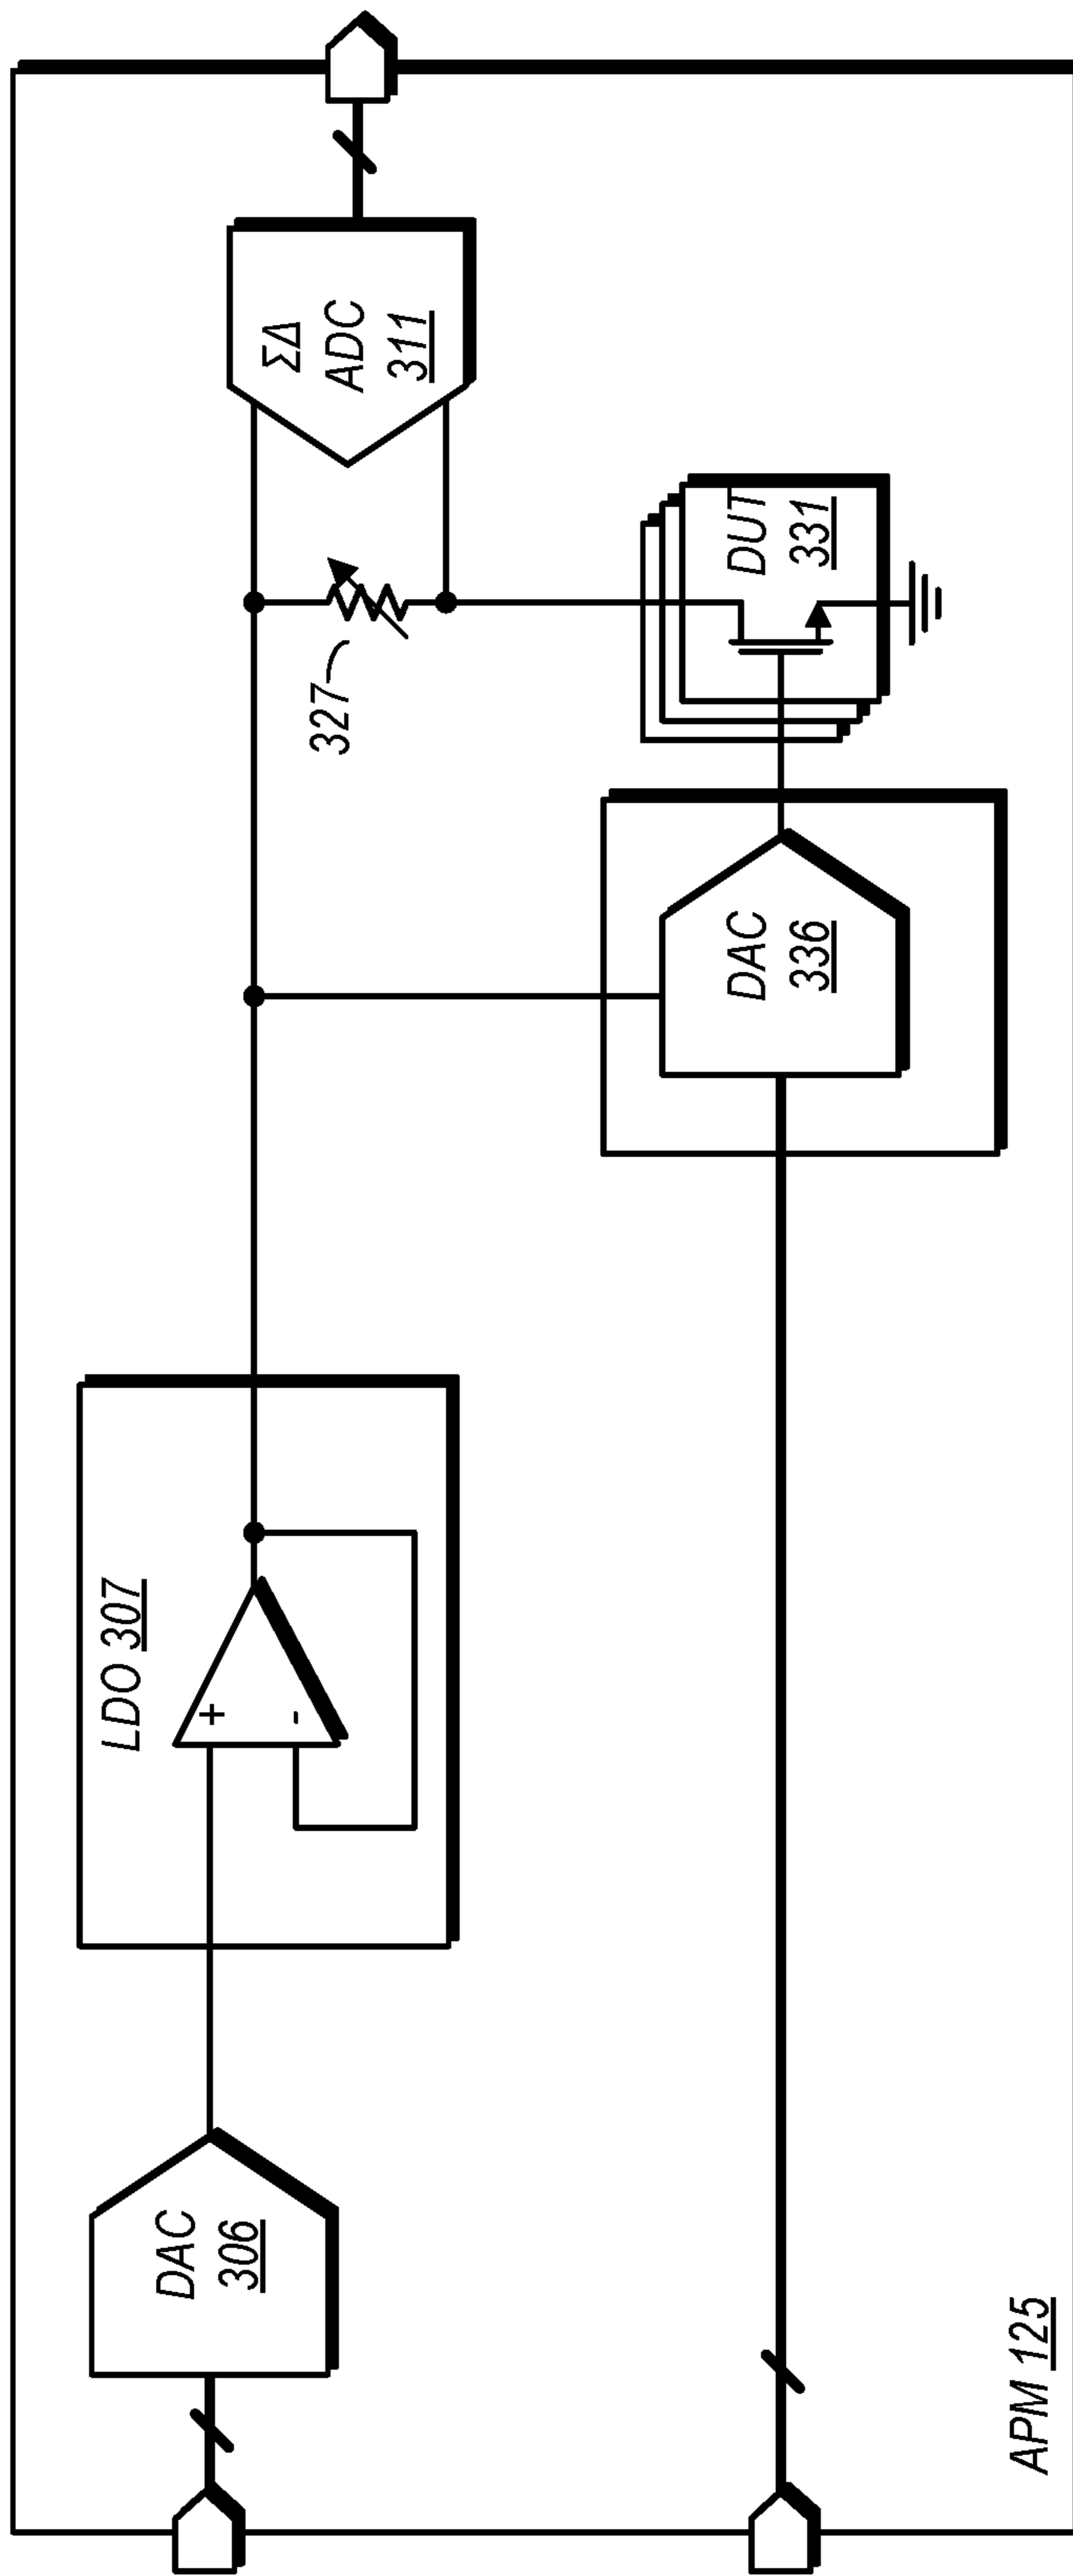 DAC
306
LDO 307
+
-
327
ΣΔ
ADC
311
DAC
336
DUT
331
APM 125